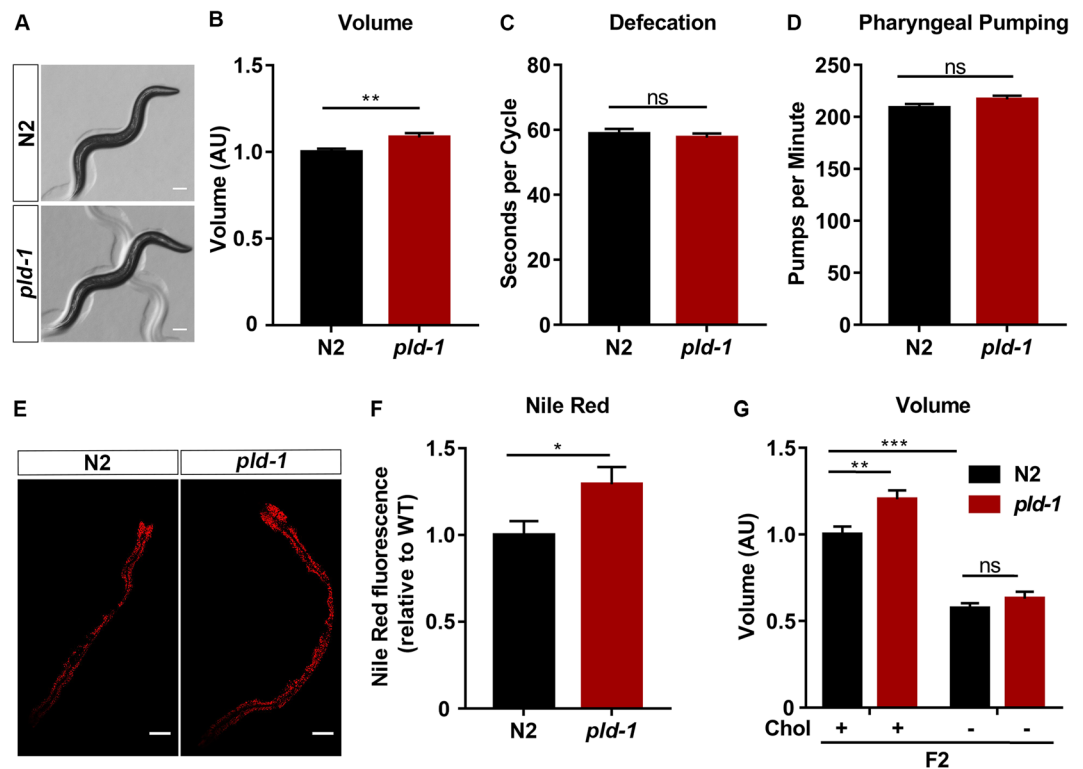 A
N2
pld-1
B
Volume
Volume (AU)
1.5
1.0
0.5
0
**
N2
pld-1
C
Defecation
Seconds per Cycle
80
60
40
20
0
ns
N2
pld-1
D
Pharyngeal Pumping
Pumps per Minute
250
200
150
100
50
0
ns
N2
pld-1
E
N2
pld-1
F
Nile Red
Nile Red fluorescence
(relative to WT)
1.5
1.0
0.5
0
*
N2
pld-1
G
Volume
Volume (AU)
1.5
1.0
0.5
0
***
**
ns
N2
pld-1
Chol + + - -
F2